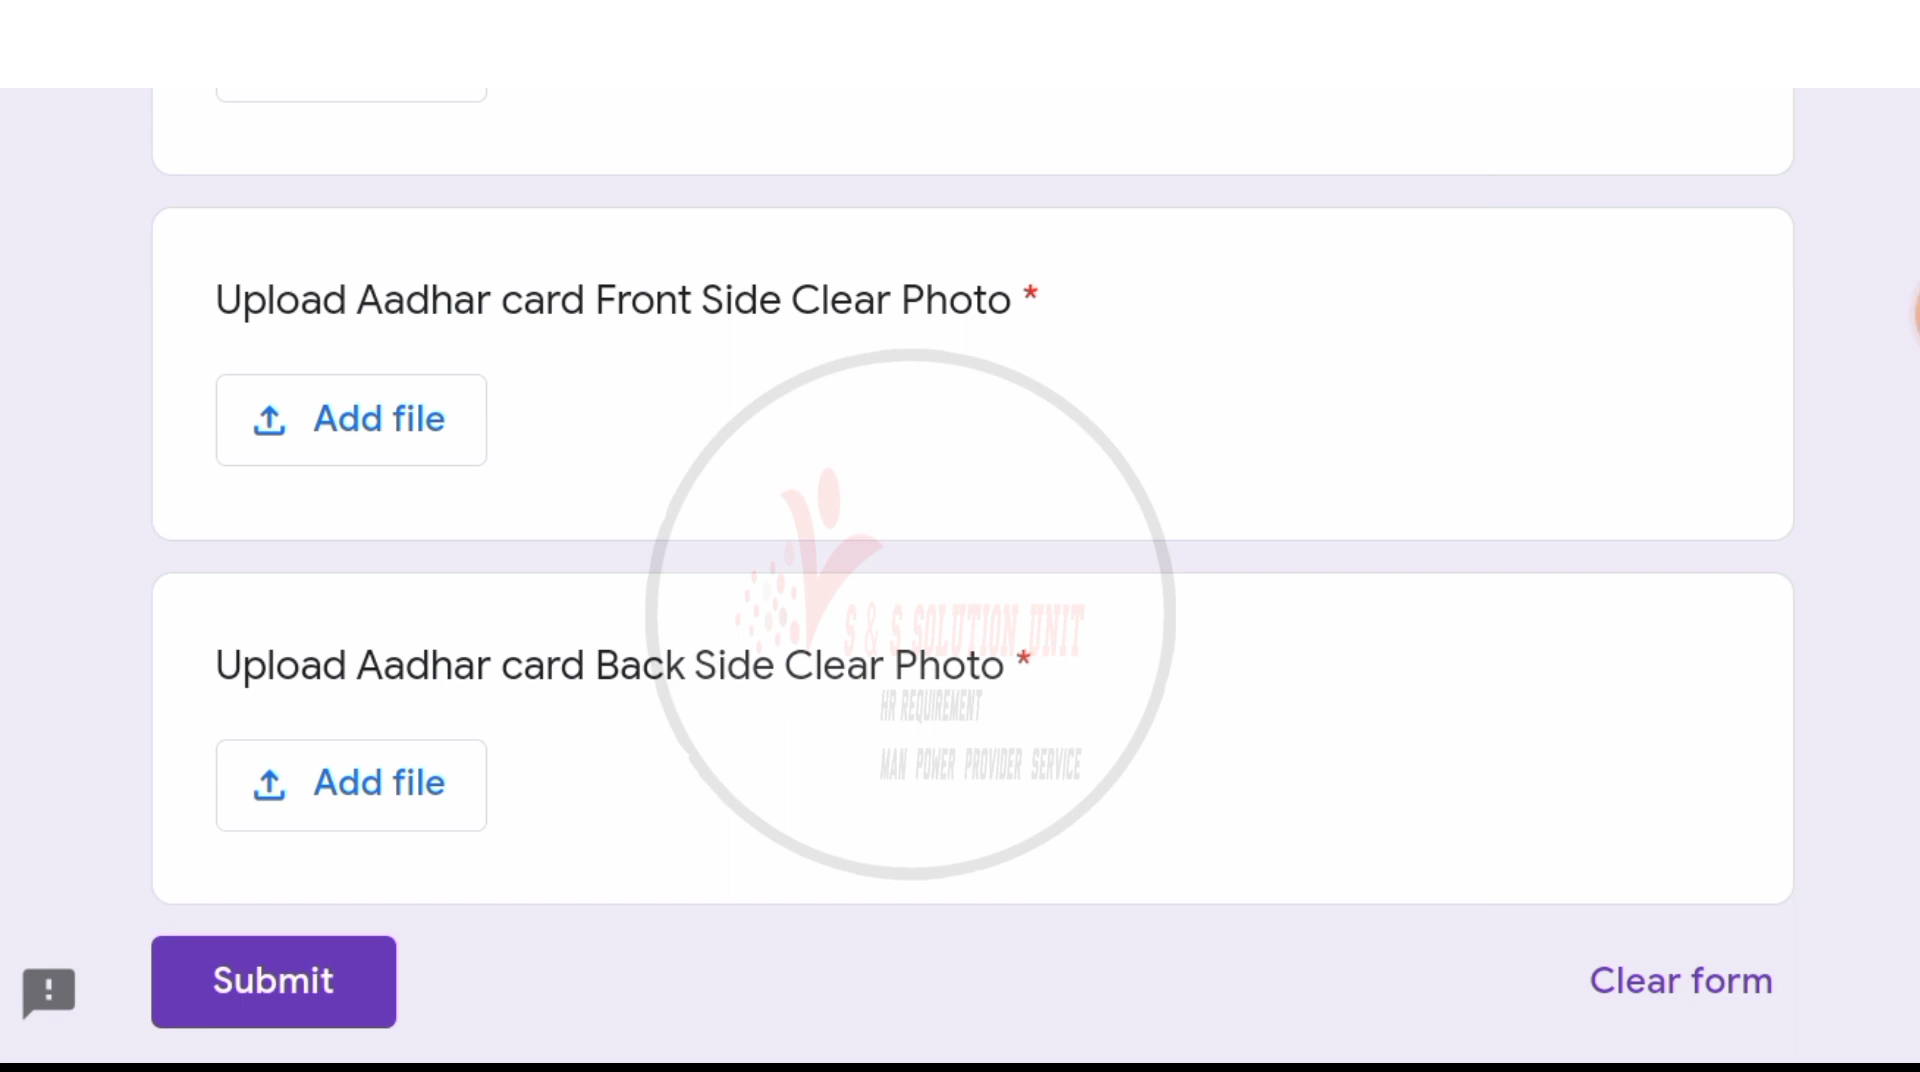 Upload Aadhar card Front Side Clear Photo *
Add file
S & S SOLUTION UNIT
Upload Aadhar card Back Side Clear Photo *
HR REQUIREMENT
MAN POWER PROVIDER SERVICE
Add file
Submit
Clear form